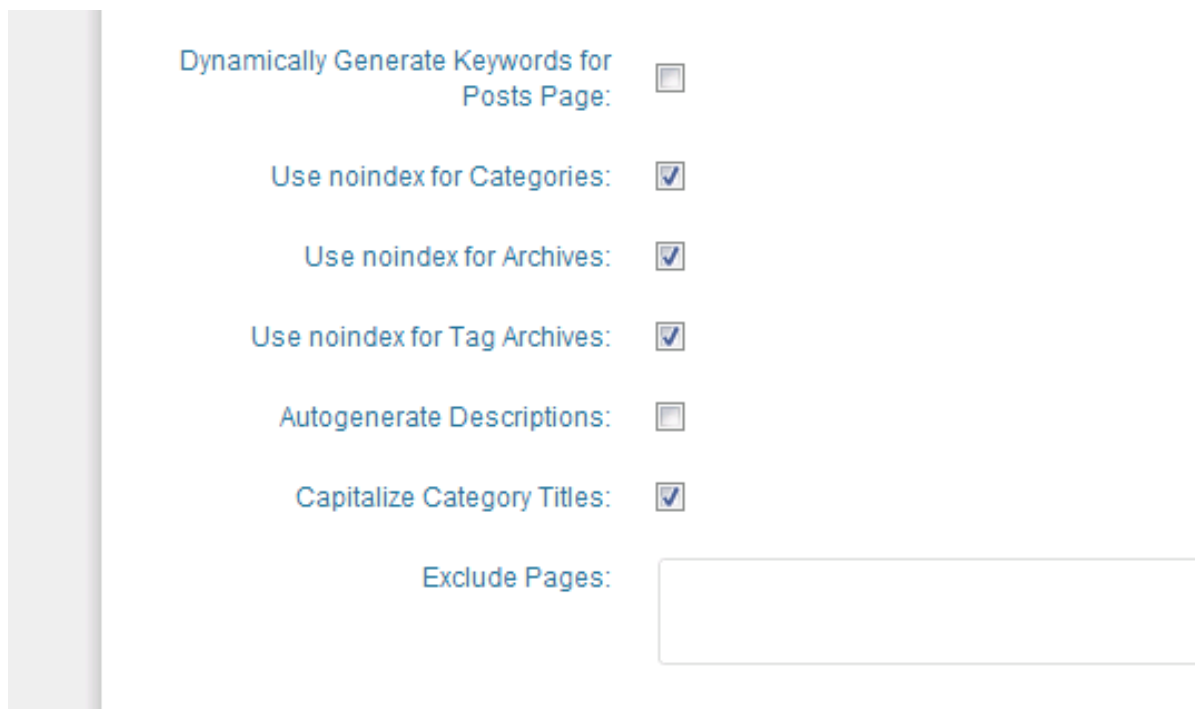 Dynamically Generate Keywords for
Posts Page:
Use noindex for Categories:
Use noindex for Archives:
Use noindex for Tag Archives:
Autogenerate Descriptions:
Capitalize Category Titles:
Exclude Pages: